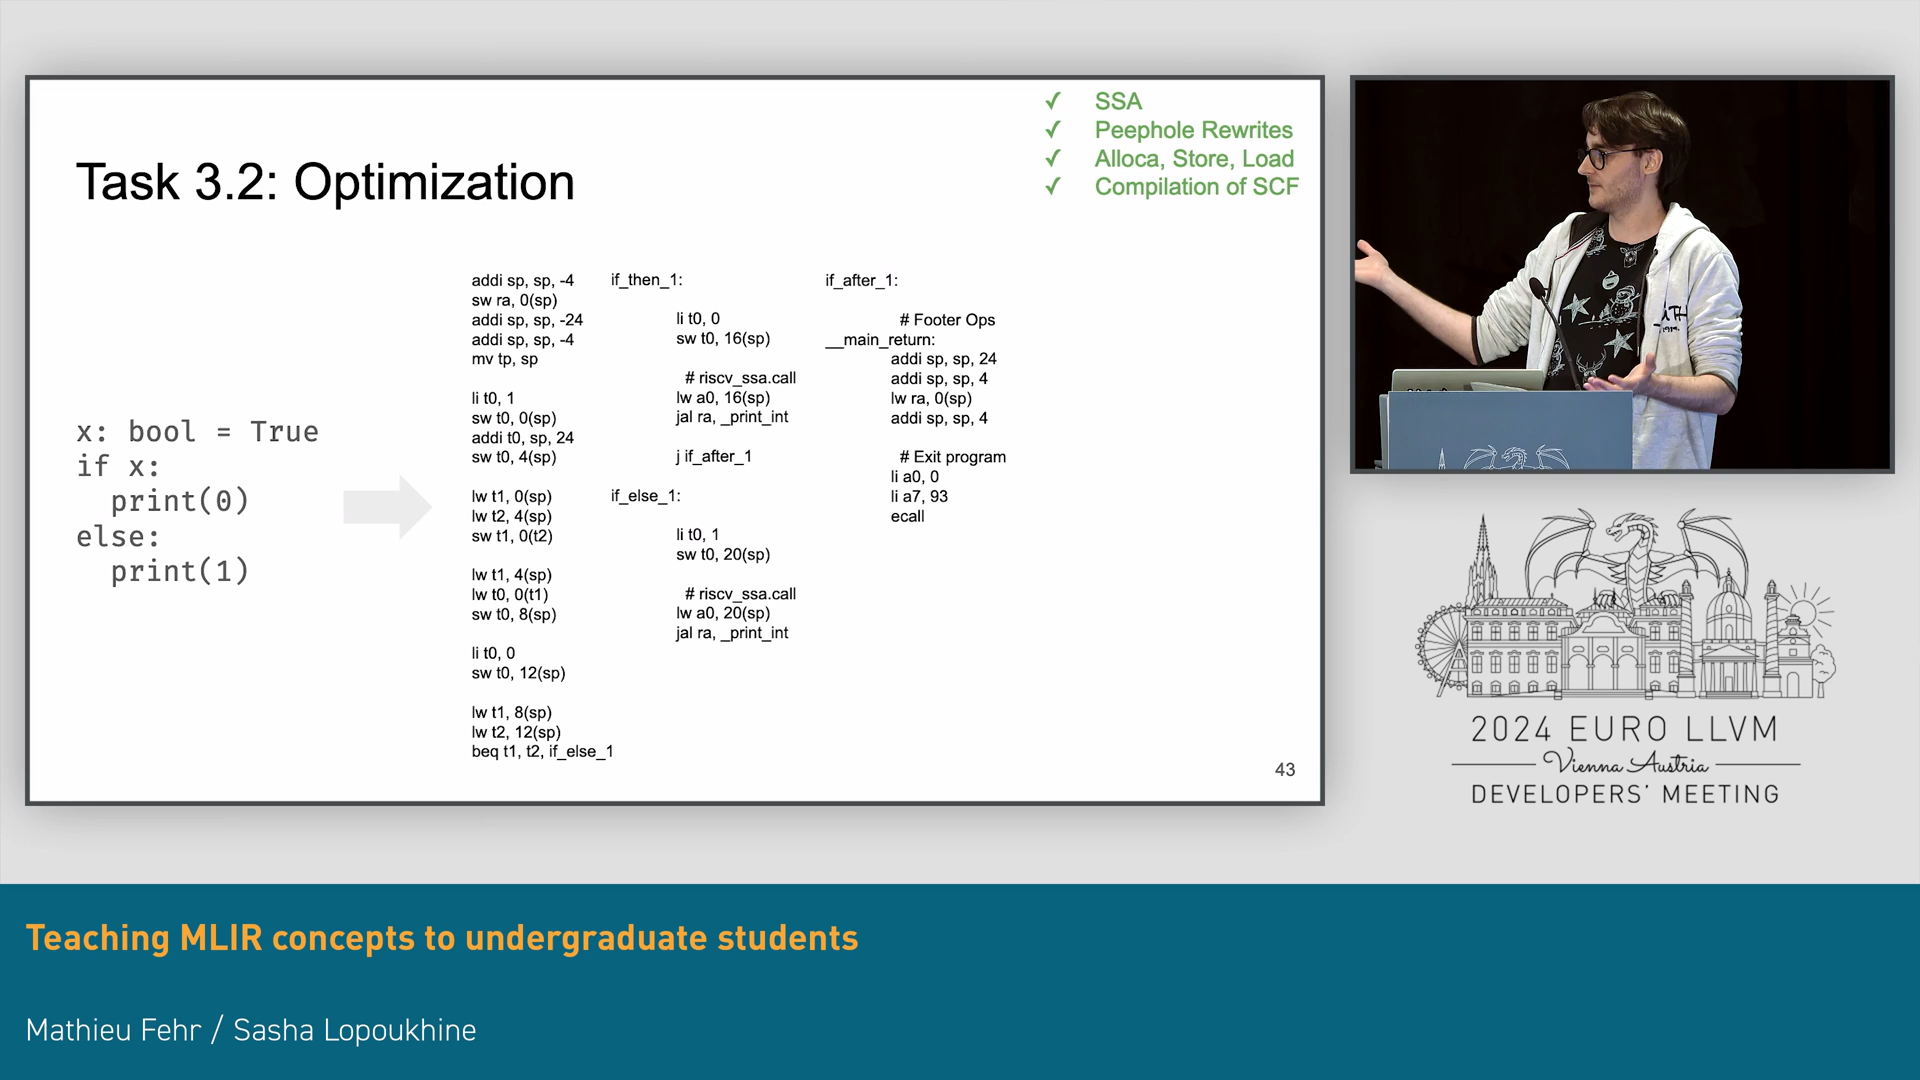 Task 3.2: Optimization
✓ SSA
✓ Peephole Rewrites
✓ Alloca, Store, Load
✓ Compilation of SCF
x: bool = True
if x:
  print(0)
else:
  print(1)
addi sp, sp, -4
sw ra, 0(sp)
addi sp, sp, -24
addi sp, sp, -4
mv tp, sp
li t0, 1
sw t0, 0(sp)
addi t0, sp, 24
sw t0, 4(sp)
lw t1, 0(sp)
lw t2, 4(sp)
sw t1, 0(t2)
lw t1, 4(sp)
lw t0, 0(t1)
sw t0, 8(sp)
li t0, 0
sw t0, 12(sp)
lw t1, 8(sp)
lw t2, 12(sp)
beq t1, t2, if_else_1
if_then_1:
li t0, 0
sw t0, 16(sp)
# riscv_ssa.call
lw a0, 16(sp)
jal ra, _print_int
j if_after_1
if_else_1:
li t0, 1
sw t0, 20(sp)
# riscv_ssa.call
lw a0, 20(sp)
jal ra, _print_int
if_after_1:
# Footer Ops
__main_return:
addi sp, sp, 24
addi sp, sp, 4
lw ra, 0(sp)
addi sp, sp, 4
# Exit program
li a0, 0
li a7, 93
ecall
43
2024 EURO LLVM
Vienna Austria
DEVELOPERS' MEETING
Teaching MLIR concepts to undergraduate students
Mathieu Fehr / Sasha Lopoukhine